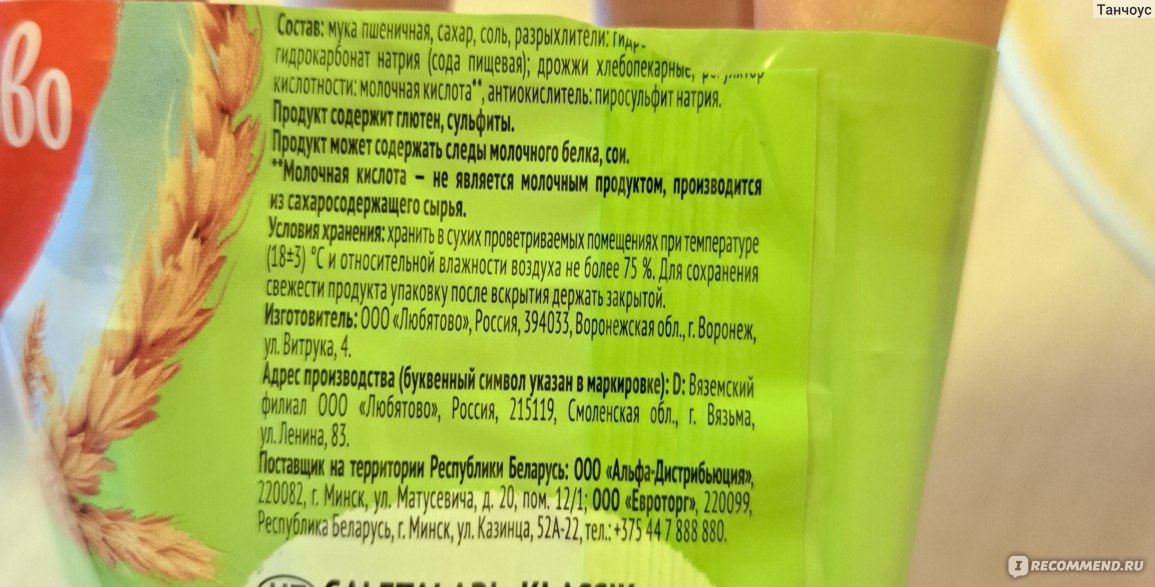 Танчоус
во
Состав: мука пшеничная, сахар, соль, разрыхлители:
гидрокарбонат натрия (сода пищевая); дрожжи хлебопекарные,
кислотности: молочная кислота**, антиокислитель: пиросульфит натрия.
Продукт содержит глютен, сульфиты.
Продукт может содержать следы молочного белка, сои.
**Молочная кислота – не является молочным продуктом, производится
из сахаросодержащего сырья.
Условия хранения: хранить в сухих проветриваемых помещениях при температуре
(18±3) °С и относительной влажности воздуха не более 75 %. Для сохранения
свежести продукта упаковку после вскрытия держать закрытой.
Изготовитель: ООО «Любятово», Россия, 394033, Воронежская обл., г. Воронеж,
ул. Витрука, 4.
Адрес производства (буквенный символ указан в маркировке): D: Вяземский
филиал ООО «Любятово», Россия, 215119, Смоленская обл., г. Вязьма,
ул. Ленина, 83.
Поставщик на территории Республики Беларусь: ООО «Альфа-Дистрибьюция»,
220082, г. Минск, ул. Матусевича, д. 20, пом. 12/1; ООО «Евроторг», 220099,
Республика Беларусь, г. Минск, ул. Казинца, 52А-22, тел.: +375 44 7 888 880.
IRECOMMEND.RU